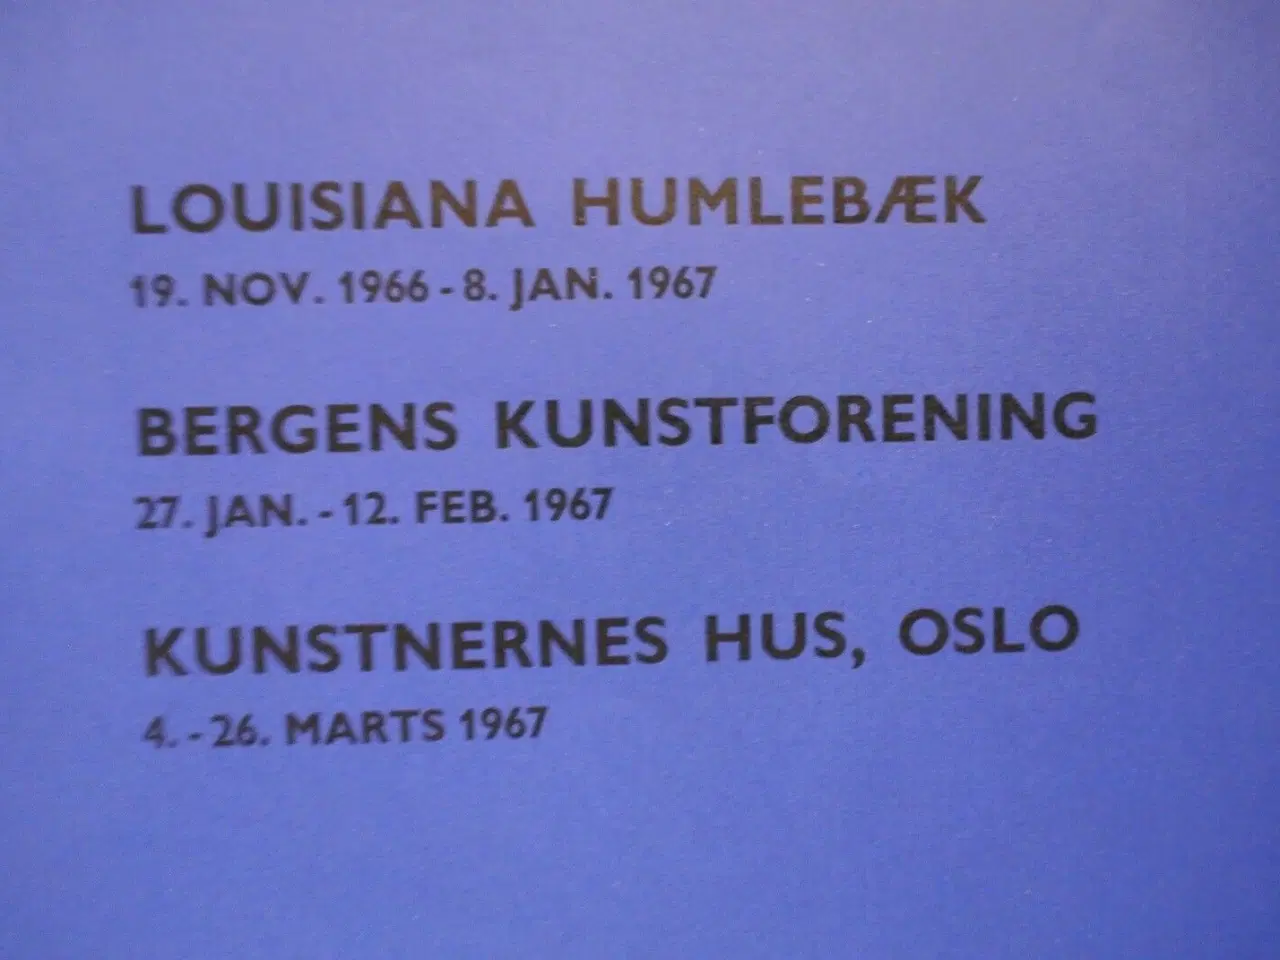 LOUISIANA HUMLEBÆK
19. NOV. 1966 - 8. JAN. 1967
BERGENS KUNSTFORENING
27. JAN. - 12. FEB. 1967
KUNSTNERNES HUS, OSLO
4. - 26. MARTS 1967